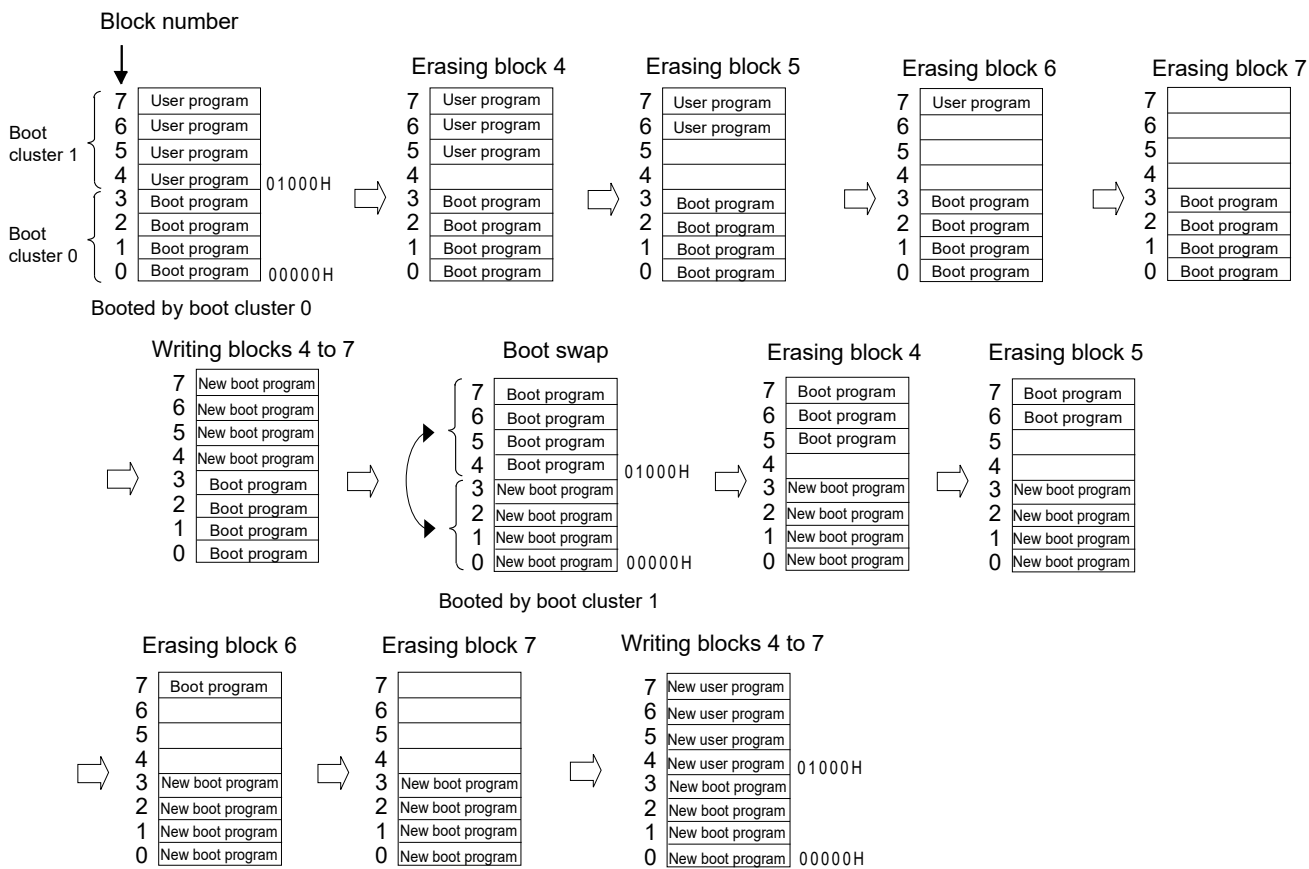 Block number
Boot
cluster 1
Boot
cluster 0
7 User program
6 User program
5 User program
4 User program 01000H
3 Boot program
2 Boot program
1 Boot program
0 Boot program 00000H
Booted by boot cluster 0
Erasing block 4
7 User program
6 User program
5 User program
4
3 Boot program
2 Boot program
1 Boot program
0 Boot program
Erasing block 5
7 User program
6 User program
5
4
3 Boot program
2 Boot program
1 Boot program
0 Boot program
Erasing block 6
7 User program
6
5
4
3 Boot program
2 Boot program
1 Boot program
0 Boot program
Erasing block 7
7
6
5
4
3 Boot program
2 Boot program
1 Boot program
0 Boot program
Writing blocks 4 to 7
7 New boot program
6 New boot program
5 New boot program
4 New boot program
3 Boot program
2 Boot program
1 Boot program
0 Boot program
Boot swap
7 Boot program
6 Boot program
5 Boot program
4 Boot program 01000H
3 New boot program
2 New boot program
1 New boot program
0 New boot program 00000H
Booted by boot cluster 1
Erasing block 4
7 Boot program
6 Boot program
5 Boot program
4
3 New boot program
2 New boot program
1 New boot program
0 New boot program
Erasing block 5
7 Boot program
6 Boot program
5
4
3 New boot program
2 New boot program
1 New boot program
0 New boot program
Erasing block 6
7 Boot program
6
5
4
3 New boot program
2 New boot program
1 New boot program
0 New boot program
Erasing block 7
7
6
5
4
3 New boot program
2 New boot program
1 New boot program
0 New boot program
Writing blocks 4 to 7
7 New user program
6 New user program
5 New user program
4 New user program 01000H
3 New boot program
2 New boot program
1 New boot program
0 New boot program 00000H